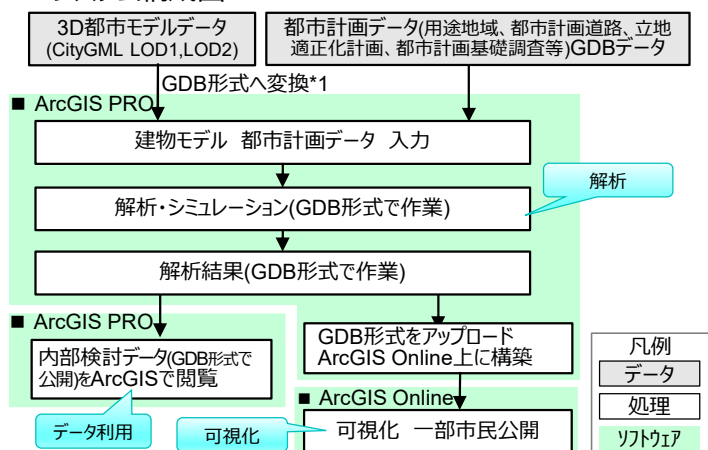 3D都市モデルデータ
(CityGML LOD1,LOD2)
都市計画データ(用途地域、都市計画道路、立地
適正化計画、都市計画基礎調査等)GDBデータ
GDB形式へ変換*1
■ ArcGIS PRO
建物モデル 都市計画データ 入力
解析
解析・シミュレーション(GDB形式で作業)
解析結果(GDB形式で作業)
■ ArcGIS PRO
内部検討データ(GDB形式で
公開)をArcGISで閲覧
データ利用
GDB形式をアップロード
ArcGIS Online上に構築
■ ArcGIS Online
可視化 一部市民公開
可視化
凡例
データ
処理
ソフトウェア